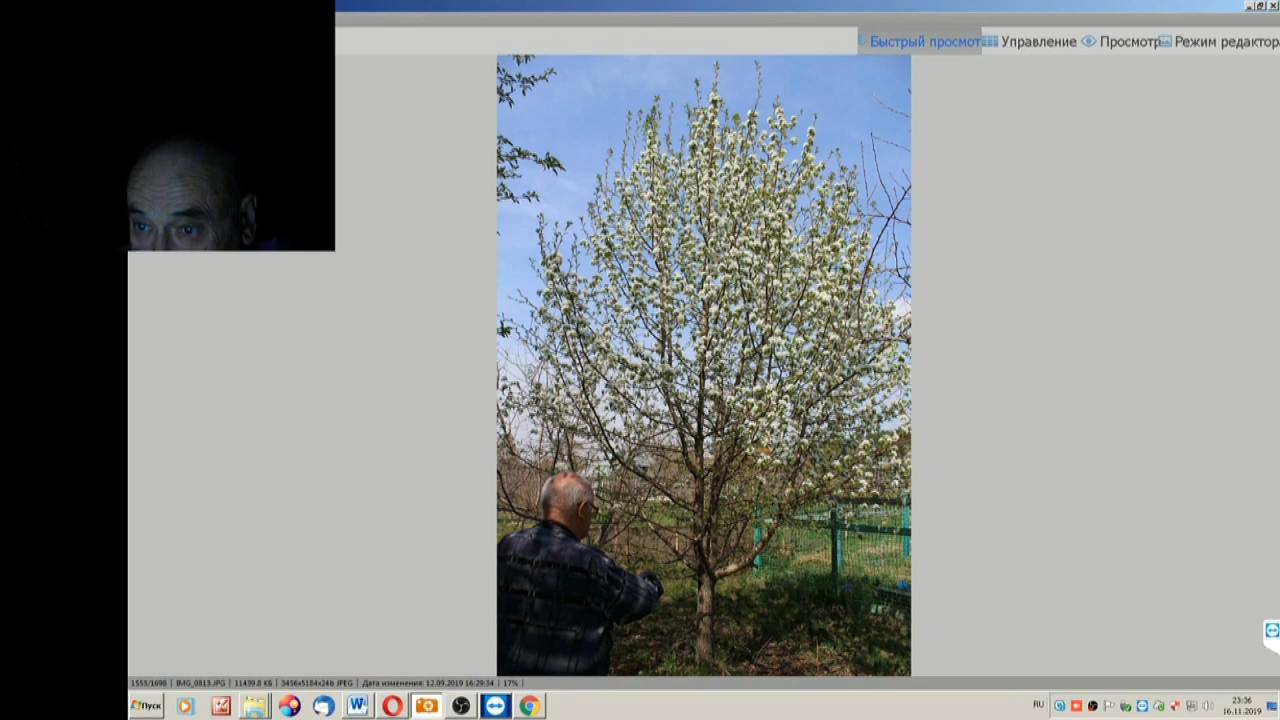 Быстрый просмот Управление Просмотр Режим редактор
1555/1698 | IMG_0813.JPG | 11439.8 КБ | 3456x5184x24b JPEG | Дата изменения: 12.09.2019 16:29:34 | 17% |
Пуск
RU
23:36
16.11.2019